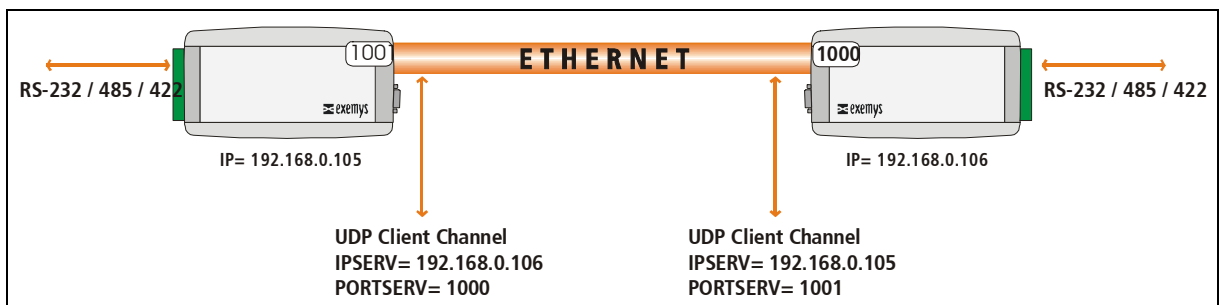 100
ETHERNET
1000
RS-232 / 485 / 422
exemys
exemys
RS-232 / 485 / 422
IP= 192.168.0.105
IP= 192.168.0.106
UDP Client Channel
IPSERV= 192.168.0.106
PORTSERV= 1000
UDP Client Channel
IPSERV= 192.168.0.105
PORTSERV= 1001